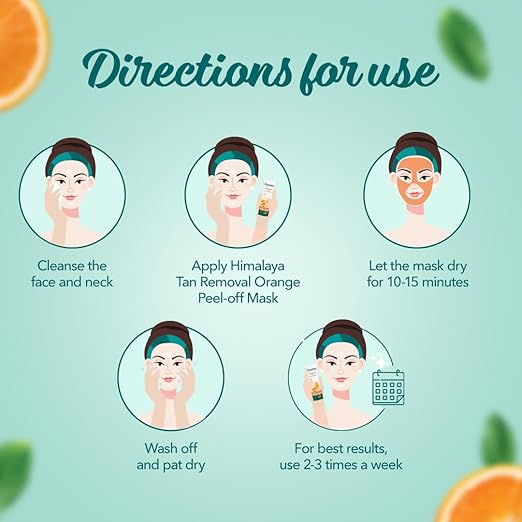 Directions for use
Cleanse the
face and neck
Apply Himalaya
Tan Removal Orange
Peel-off Mask
Let the mask dry
for 10-15 minutes
Wash off
and pat dry
For best results,
use 2-3 times a week